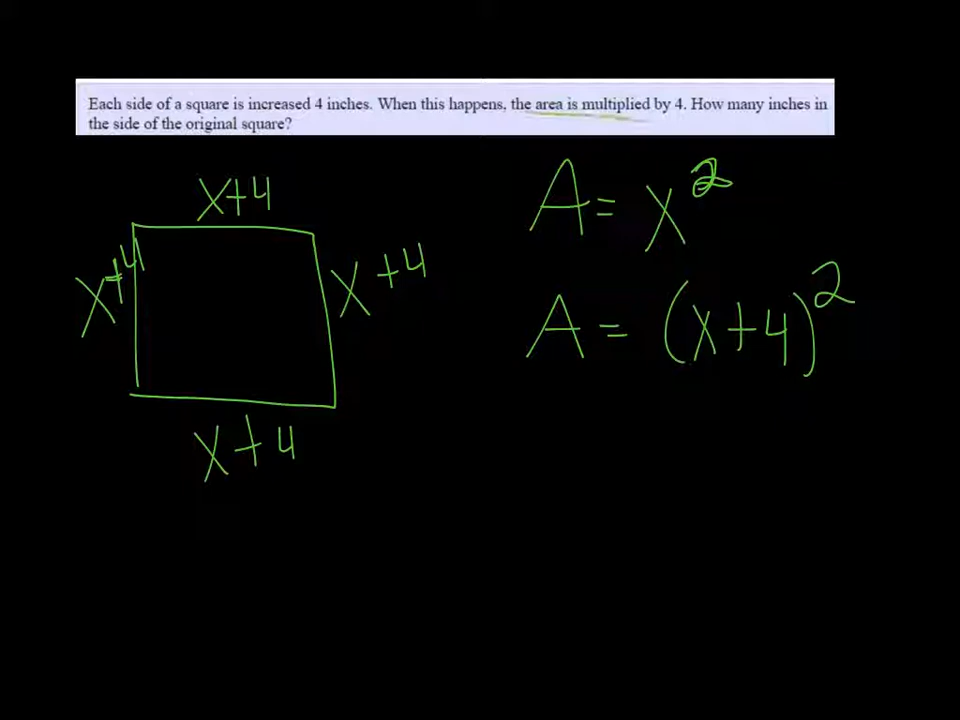 Each side of a square is increased 4 inches. When this happens, the area is multiplied by 4. How many inches in
the side of the original square?
x+4
A = x²
x+4
x +4
A = (x+4)²
x+4